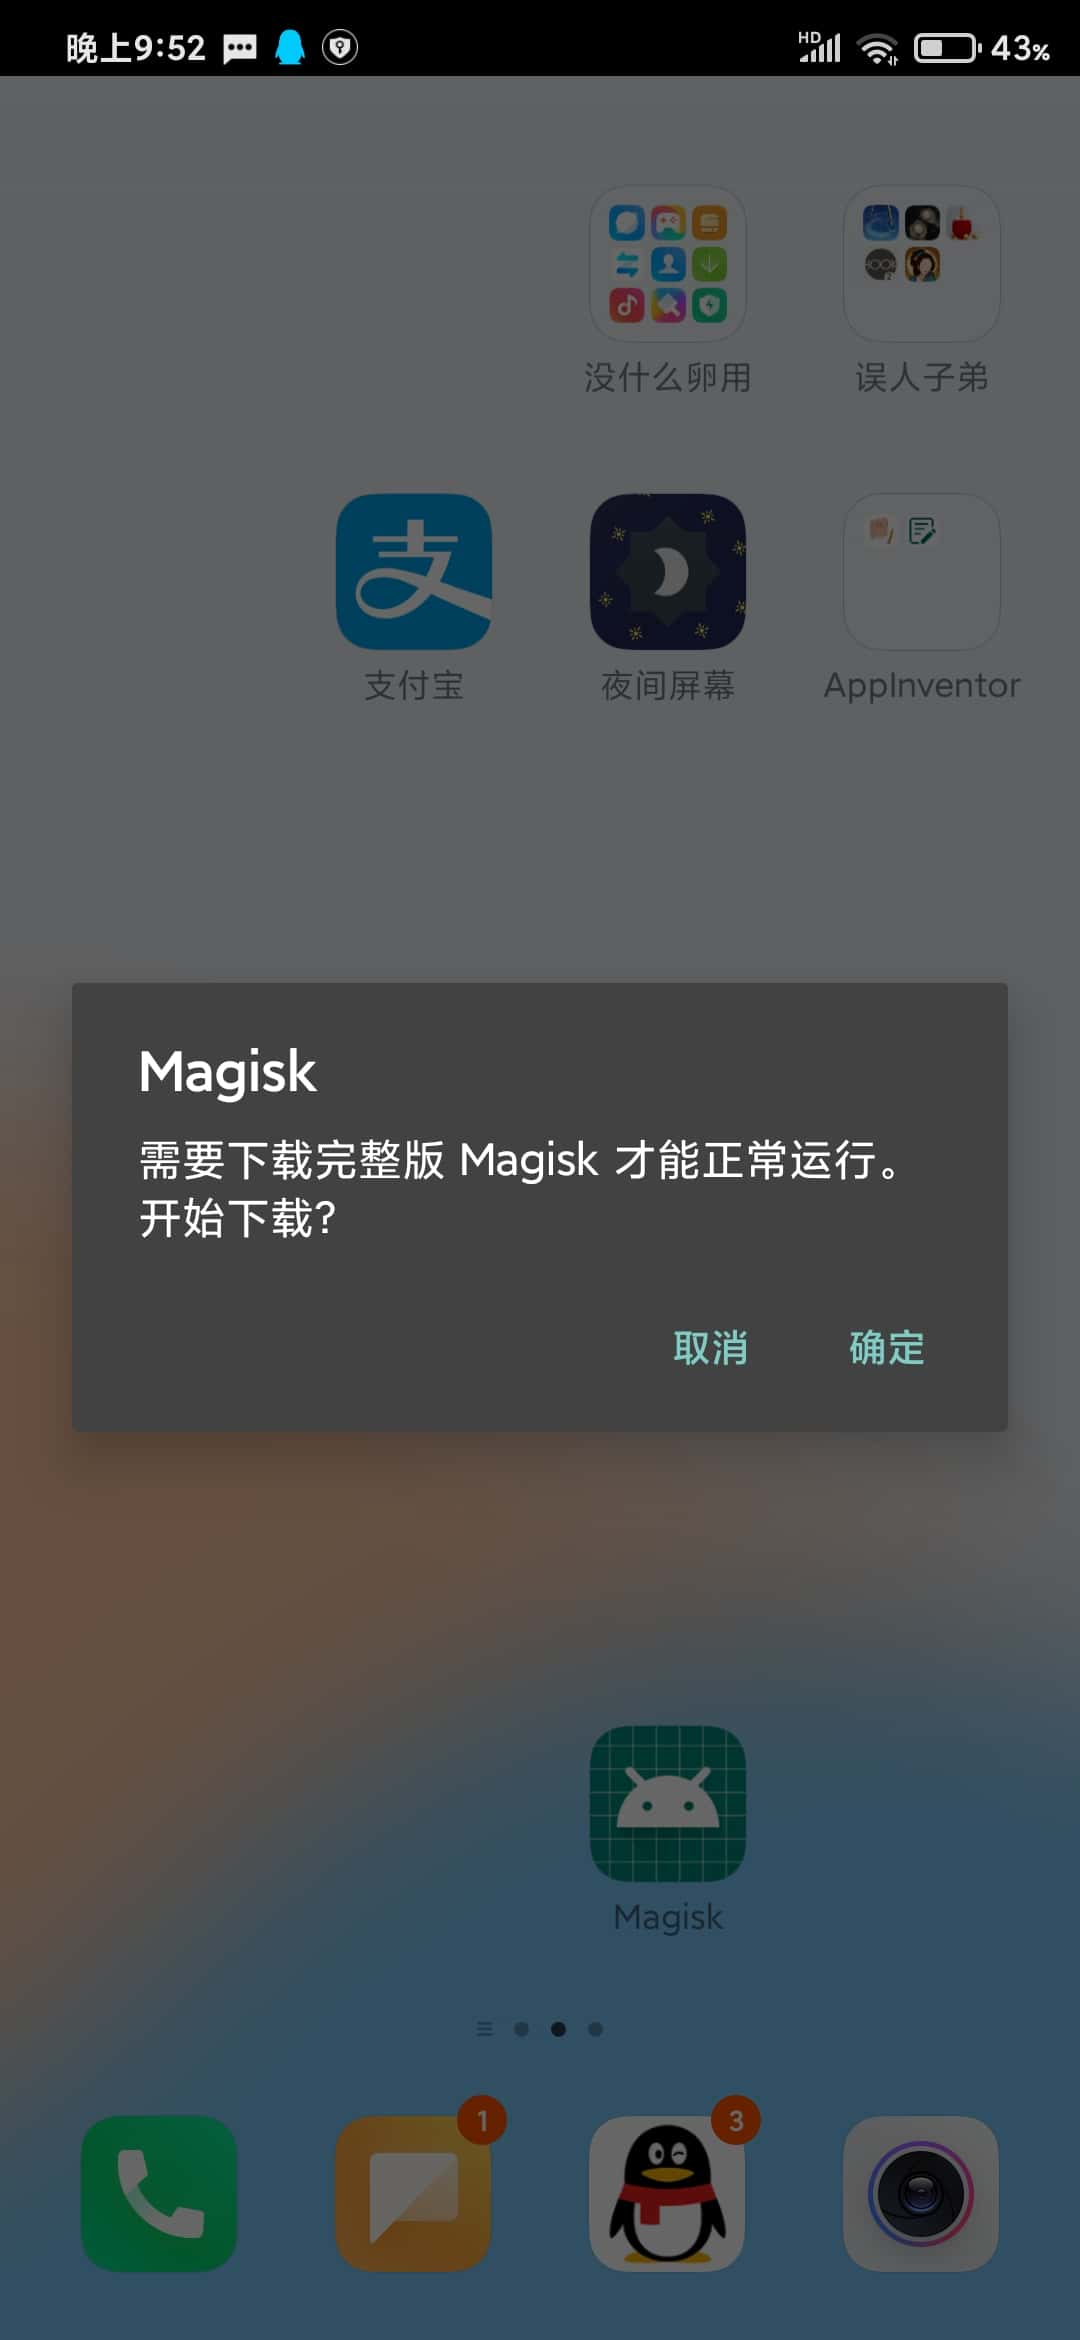 晚上9:52
HD
43%
没什么卵用
误人子弟
支付宝
夜间屏幕
AppInventor
Magisk
需要下载完整版 Magisk 才能正常运行。
开始下载?
取消
确定
Magisk
1
3